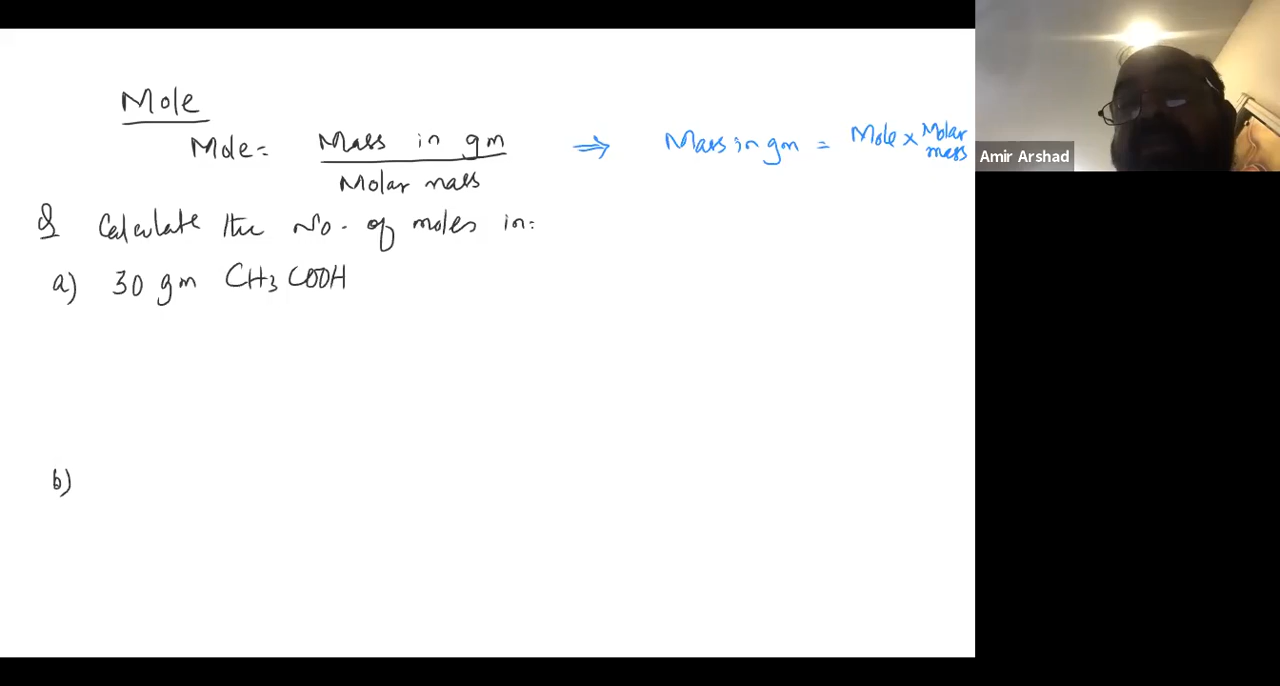 Mole
Mole = Mass in gm / Molar mass ⇒ Mass in gm = Mole × Molar mass
Q Calculate the No. of moles in:
a) 30 gm CH3COOH
b)
Amir Arshad